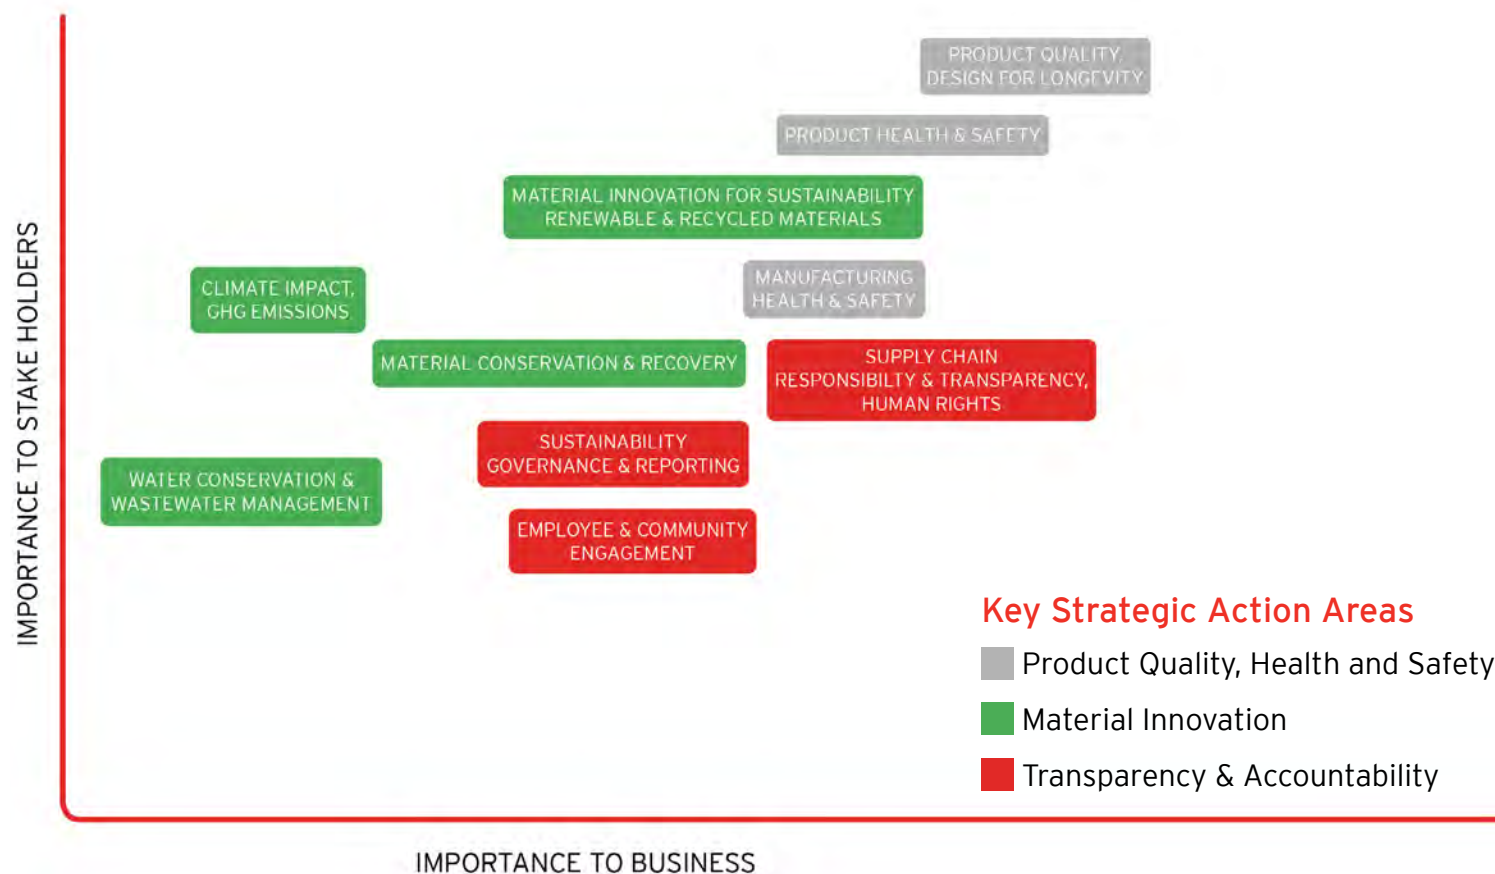 IMPORTANCE TO STAKE HOLDERS
PRODUCT QUALITY,
DESIGN FOR LONGEVITY
PRODUCT HEALTH & SAFETY
MATERIAL INNOVATION FOR SUSTAINABILITY
RENEWABLE & RECYCLED MATERIALS
MANUFACTURING
HEALTH & SAFETY
CLIMATE IMPACT,
GHG EMISSIONS
MATERIAL CONSERVATION & RECOVERY
SUPPLY CHAIN
RESPONSIBILTY & TRANSPARENCY,
HUMAN RIGHTS
SUSTAINABILITY
GOVERNANCE & REPORTING
WATER CONSERVATION &
WASTEWATER MANAGEMENT
EMPLOYEE & COMMUNITY
ENGAGEMENT
Key Strategic Action Areas
Product Quality, Health and Safety
Material Innovation
Transparency & Accountability
IMPORTANCE TO BUSINESS